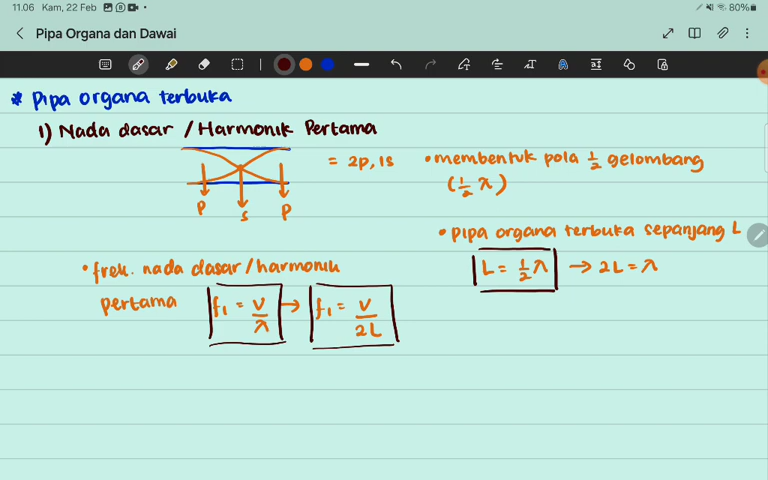 11.06 Kam, 22 Feb
80%
Pipa Organa dan Dawai
* Pipa organa terbuka
1) Nada dasar / Harmonik Pertama
= 2P, 1S
P S P
• membentuk pola ½ gelombang
(½ λ)
• pipa organa terbuka sepanjang L
L = ½ λ → 2L = λ
• frek. nada dasar/harmonik
pertama
f₁ = v/λ → f₁ = v/2L